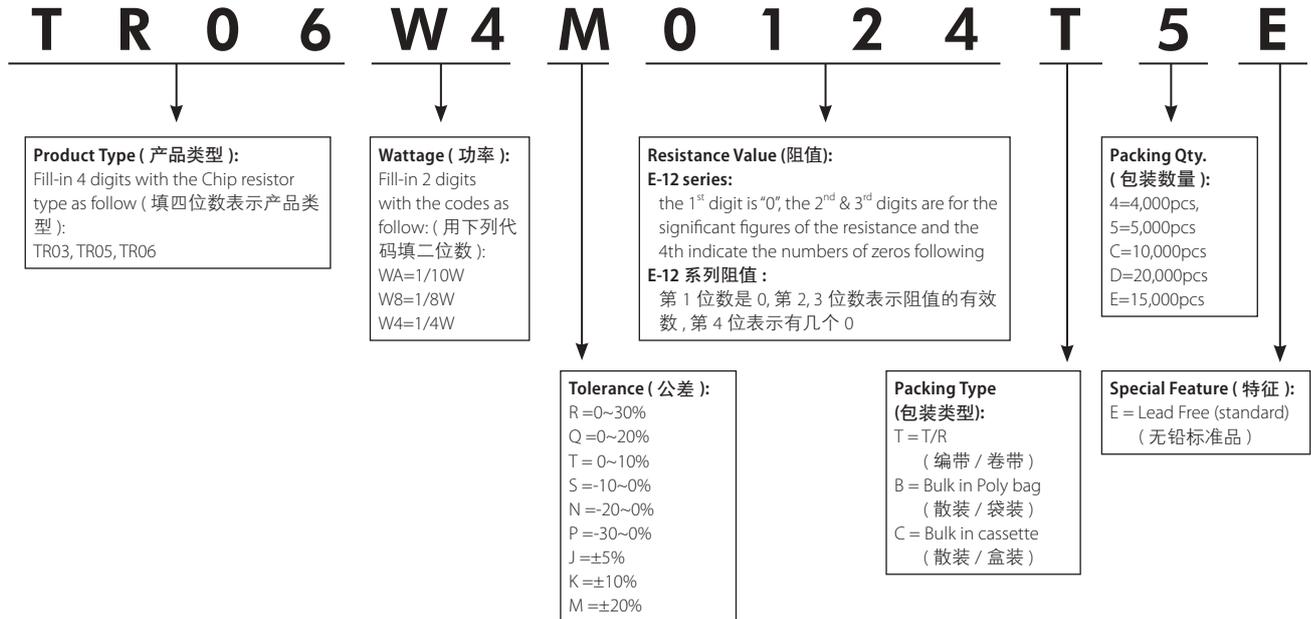 T R 0 6 W 4 M 0 1 2 4 T 5 E
Product Type ( 产品类型 ):
Fill-in 4 digits with the Chip resistor
type as follow ( 填四位数表示产品类
型 ):
TR03, TR05, TR06
Wattage ( 功率 ):
Fill-in 2 digits
with the codes as
follow: ( 用下列代
码填二位数 ):
WA=1/10W
W8=1/8W
W4=1/4W
Resistance Value (阻值):
E-12 series:
the 1st digit is “0”, the 2nd & 3rd digits are for the
significant figures of the resistance and the
4th indicate the numbers of zeros following
E-12 系列阻值 :
第 1 位数是 0, 第 2, 3 位数表示阻值的有效
数 , 第 4 位表示有几个 0
Packing Qty.
( 包装数量 ):
4=4,000pcs,
5=5,000pcs
C=10,000pcs
D=20,000pcs
E=15,000pcs
Tolerance ( 公差 ):
R =0~30%
Q =0~20%
T = 0~10%
S =-10~0%
N =-20~0%
P =-30~0%
J =±5%
K =±10%
M =±20%
Packing Type
(包装类型):
T = T/R
( 编带 / 卷带 )
B = Bulk in Poly bag
( 散装 / 袋装 )
C = Bulk in cassette
( 散装 / 盒装 )
Special Feature ( 特征 ):
E = Lead Free (standard)
( 无铅标准品 )